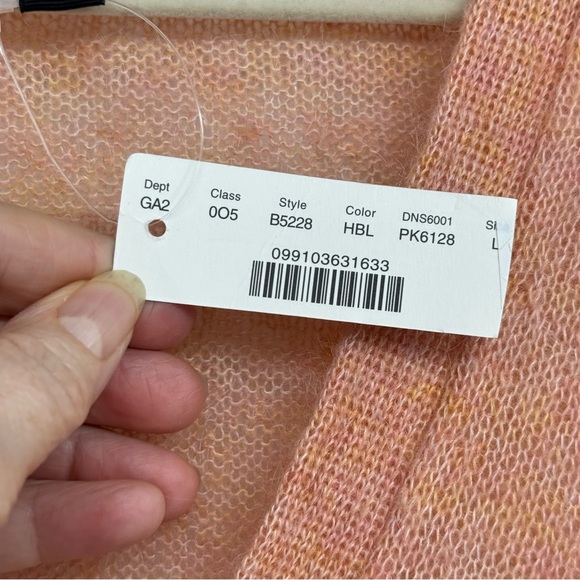 Dept Class Style Color DNS6001
GA2 0O5 B5228 HBL PK6128 L
099103631633